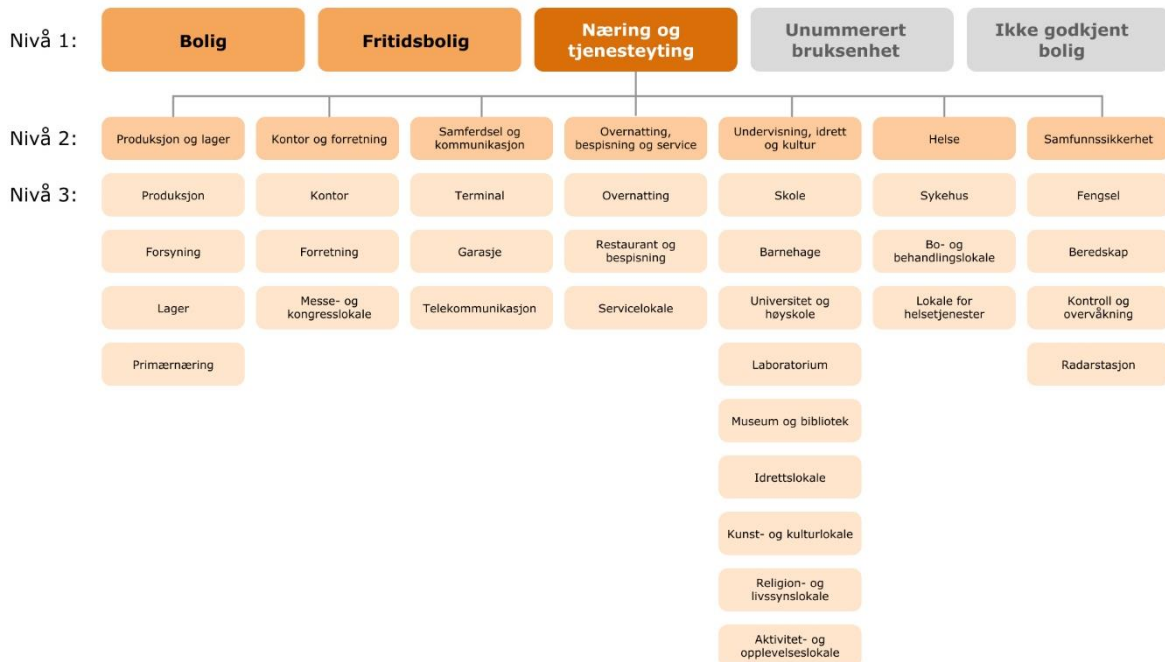 Nivå 1:
Bolig
Fritidsbolig
Næring og
tjenesteyting
Unummerert
bruksenhet
Ikke godkjent
bolig
Nivå 2:
Produksjon og lager
Kontor og forretning
Samferdsel og
kommunikasjon
Overnatting,
bespisning og service
Undervisning, idrett
og kultur
Helse
Samfunnssikkerhet
Nivå 3:
Produksjon
Kontor
Terminal
Overnatting
Skole
Sykehus
Fengsel
Forsyning
Forretning
Garasje
Restaurant og
bespisning
Barnehage
Bo- og
behandlingslokale
Beredskap
Lager
Messe- og
kongresslokale
Telekommunikasjon
Servicelokale
Universitet og
høyskole
Lokale for
helsetjenester
Kontroll og
overvåkning
Primærnæring
Laboratorium
Radarstasjon
Museum og bibliotek
Idrettslokale
Kunst- og kulturlokale
Religion- og
livssynslokale
Aktivitet- og
opplevelseslokale